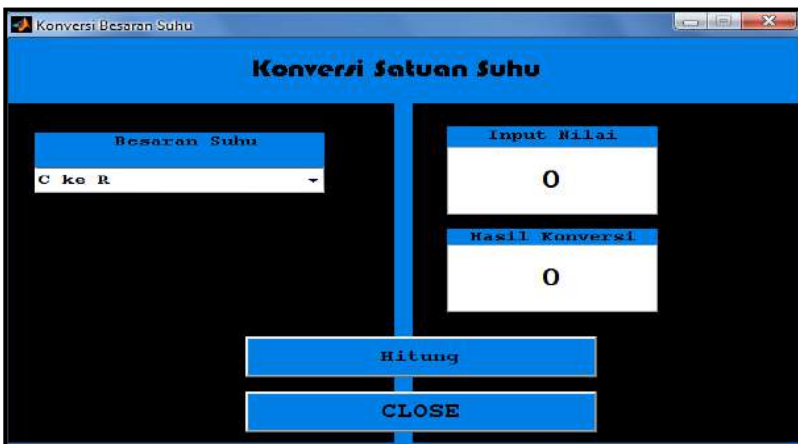 Konversi Besaran Suhu
Konversi Satuan Suhu
Besaran Suhu
C ke R
Input Nilai
0
Hasil Konversi
0
Hitung
CLOSE